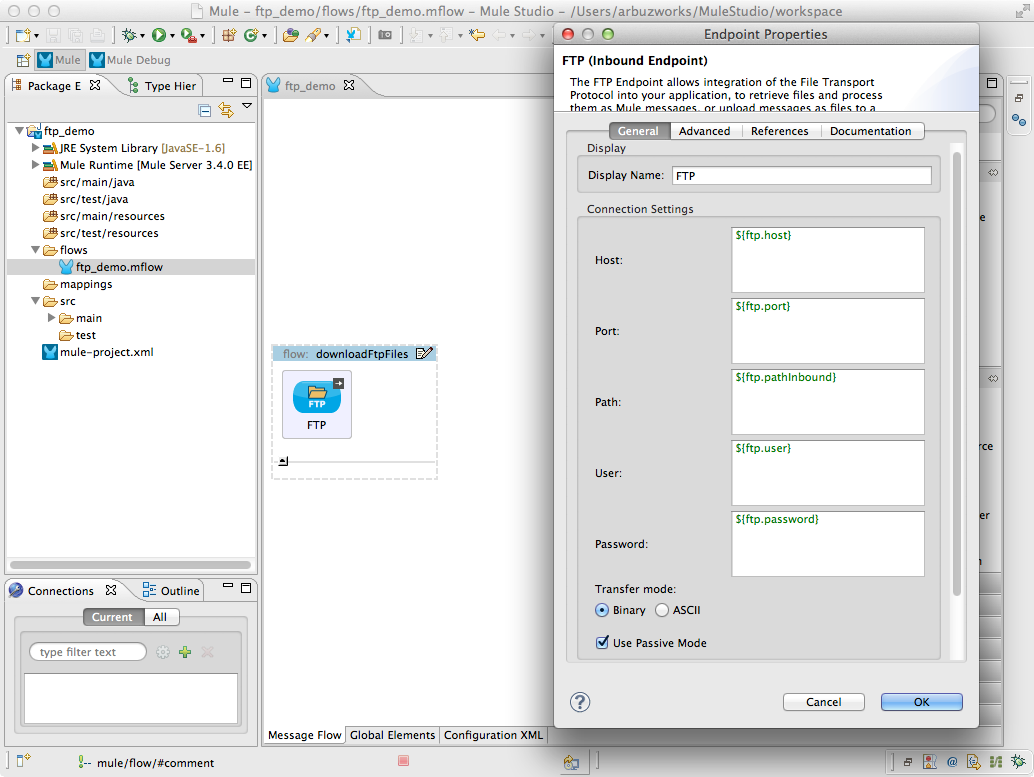 Mule – ftp_demo/flows/ftp_demo.mflow – Mule Studio – /Users/arbuzworks/MuleStudio/workspace
Mule
Mule Debug
Package E
Type Hier
ftp_demo
JRE System Library [JavaSE-1.6]
Mule Runtime [Mule Server 3.4.0 EE]
src/main/java
src/test/java
src/main/resources
src/test/resources
flows
ftp_demo.mflow
mappings
src
main
test
mule-project.xml
Connections
Outline
Current
All
type filter text
ftp_demo
flow: downloadFtpFiles
FTP
FTP
Message Flow
Global Elements
Configuration XML
Endpoint Properties
FTP (Inbound Endpoint)
The FTP Endpoint allows integration of the File Transport
Protocol into your application, to retrieve files and process
them as Mule messages, or upload messages as files to a
General
Advanced
References
Documentation
Display
Display Name:
FTP
Connection Settings
Host:
${ftp.host}
Port:
${ftp.port}
Path:
${ftp.pathInbound}
User:
${ftp.user}
Password:
${ftp.password}
Transfer mode:
Binary
ASCII
Use Passive Mode
Cancel
OK
mule/flow/#comment